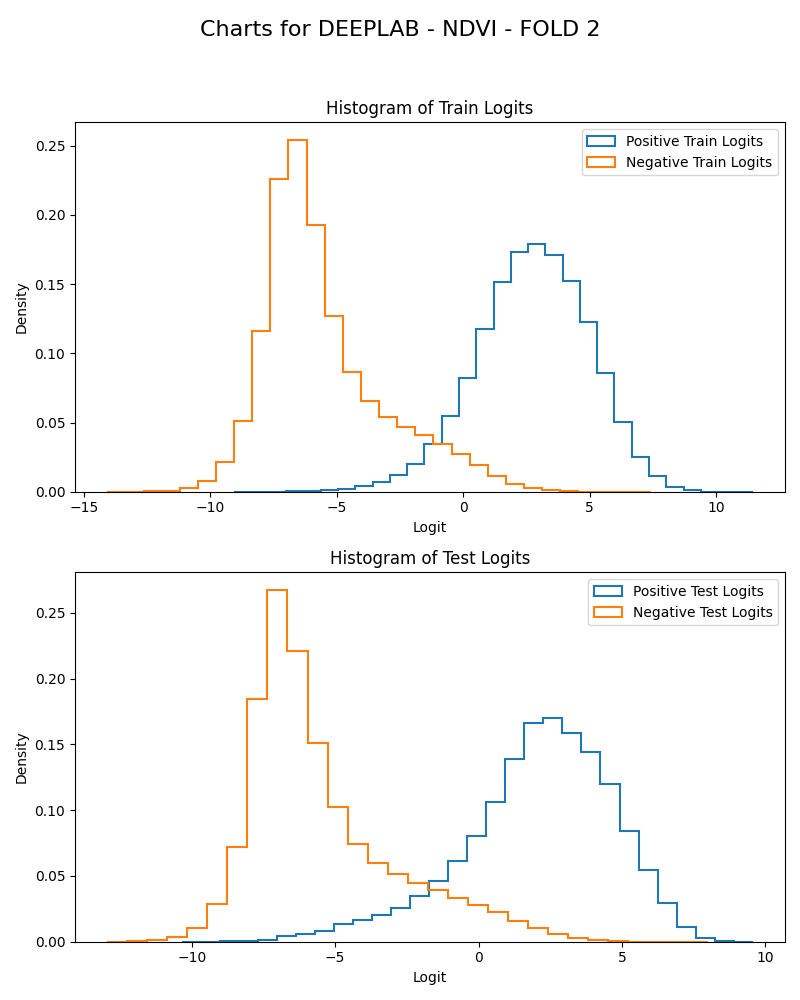 Charts for DEEPLAB - NDVI - FOLD 2
Histogram of Train Logits
Positive Train Logits
Negative Train Logits
0.25
0.20
0.15
0.10
0.05
0.00
Density
−15 −10 −5 0 5 10
Logit
Histogram of Test Logits
Positive Test Logits
Negative Test Logits
0.25
0.20
0.15
0.10
0.05
0.00
Density
−10 −5 0 5 10
Logit